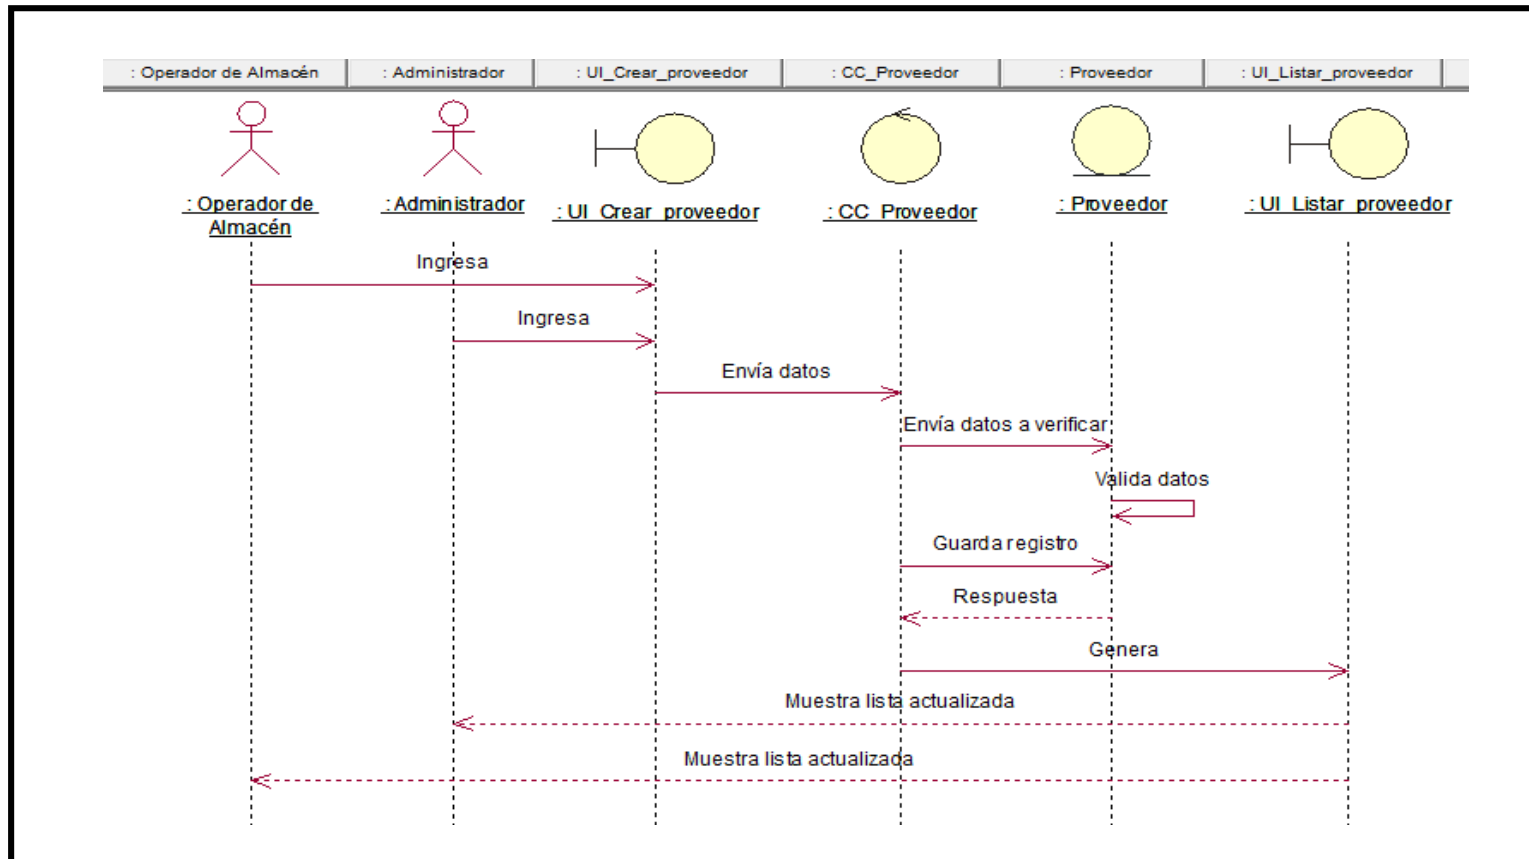 : Operador de Almacén
: Administrador
: UI_Crear_proveedor
: CC_Proveedor
: Proveedor
: UI_Listar_proveedor
: Operador de
Almacén
: Administrador
: UI_Crear_proveedor
: CC_Proveedor
: Proveedor
: UI_Listar_proveedor
Ingresa
Ingresa
Envía datos
Envía datos a verificar
Valida datos
Guarda registro
Respuesta
Genera
Muestra lista actualizada
Muestra lista actualizada